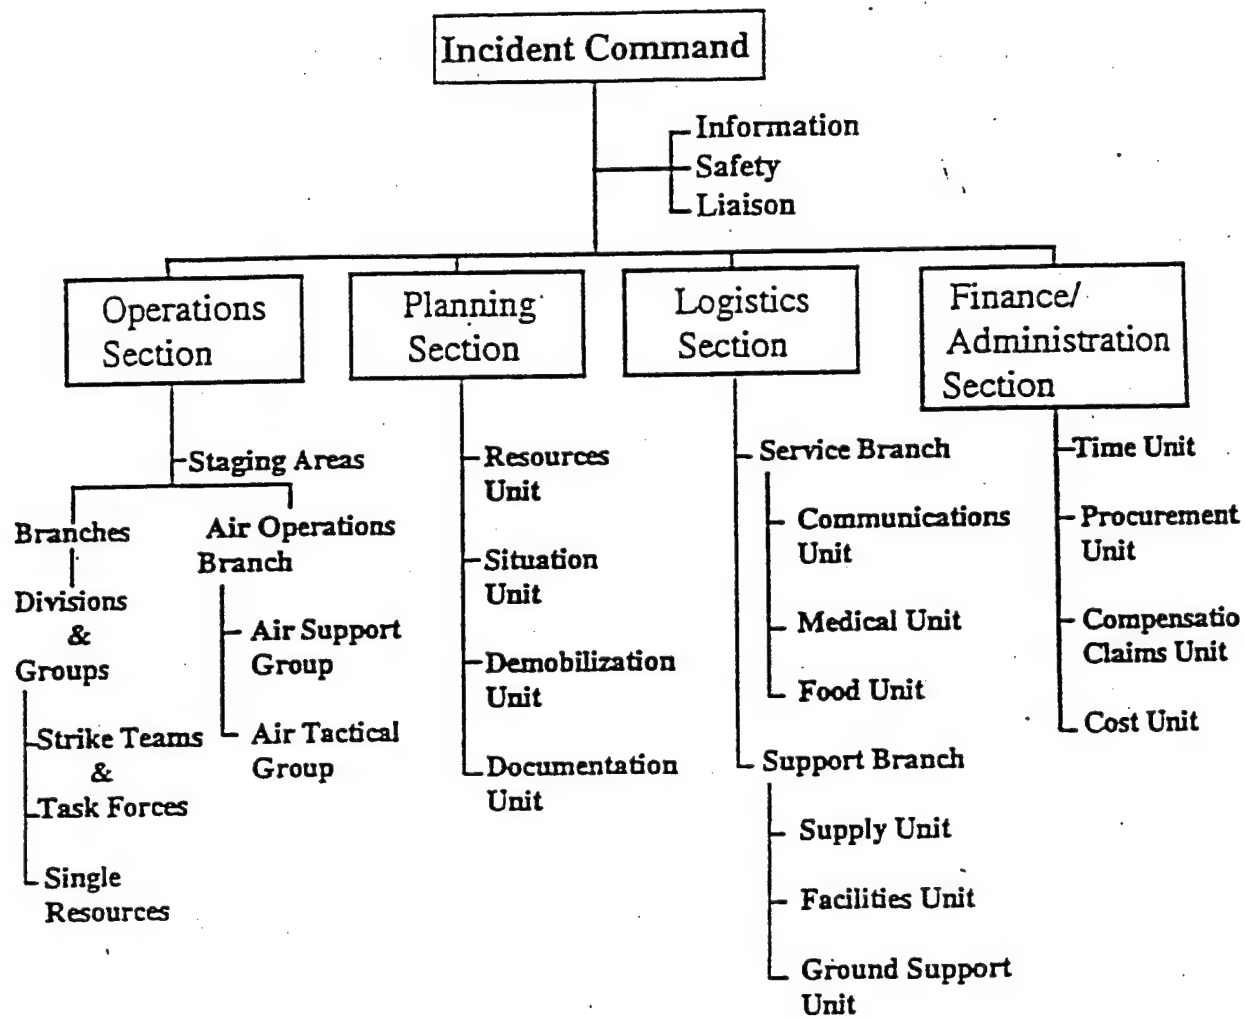 Incident Command
Information
Safety
Liaison
Operations
Section
Planning
Section
Logistics
Section
Finance/
Administration
Section
Staging Areas
Branches
Divisions
&
Groups
Strike Teams
&
Task Forces
Single
Resources
Air Operations
Branch
Air Support
Group
Air Tactical
Group
Resources
Unit
Situation
Unit
Demobilization
Unit
Documentation
Unit
Service Branch
Communications
Unit
Medical Unit
Food Unit
Support Branch
Supply Unit
Facilities Unit
Ground Support
Unit
Time Unit
Procurement
Unit
Compensatio
Claims Unit
Cost Unit